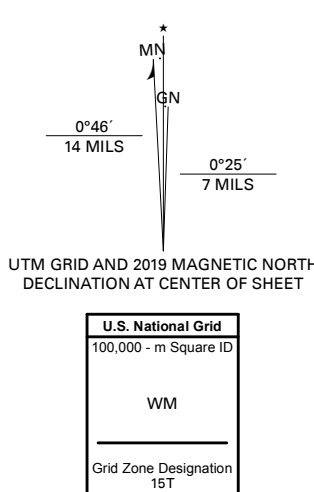 ★
MN
GN
0°46´
14 MILS
0°25´
7 MILS
UTM GRID AND 2019 MAGNETIC NORTH
DECLINATION AT CENTER OF SHEET
U.S. National Grid
100,000 - m Square ID
WM
Grid Zone Designation
15T